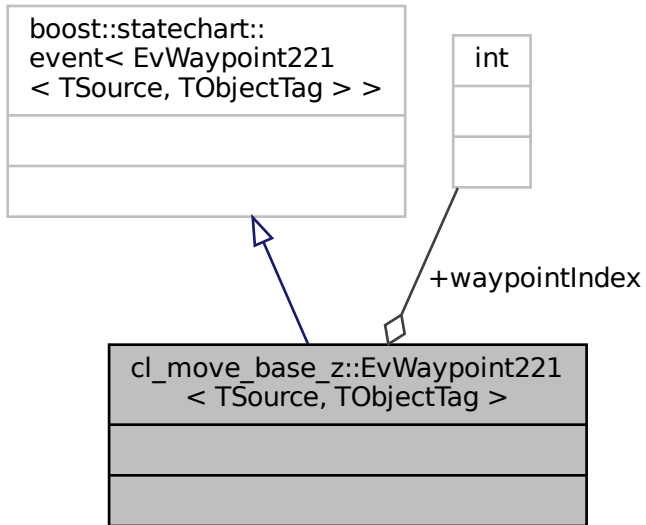 boost::statechart::
event< EvWaypoint221
< TSource, TObjectTag > >
int
+waypointIndex
cl_move_base_z::EvWaypoint221
< TSource, TObjectTag >